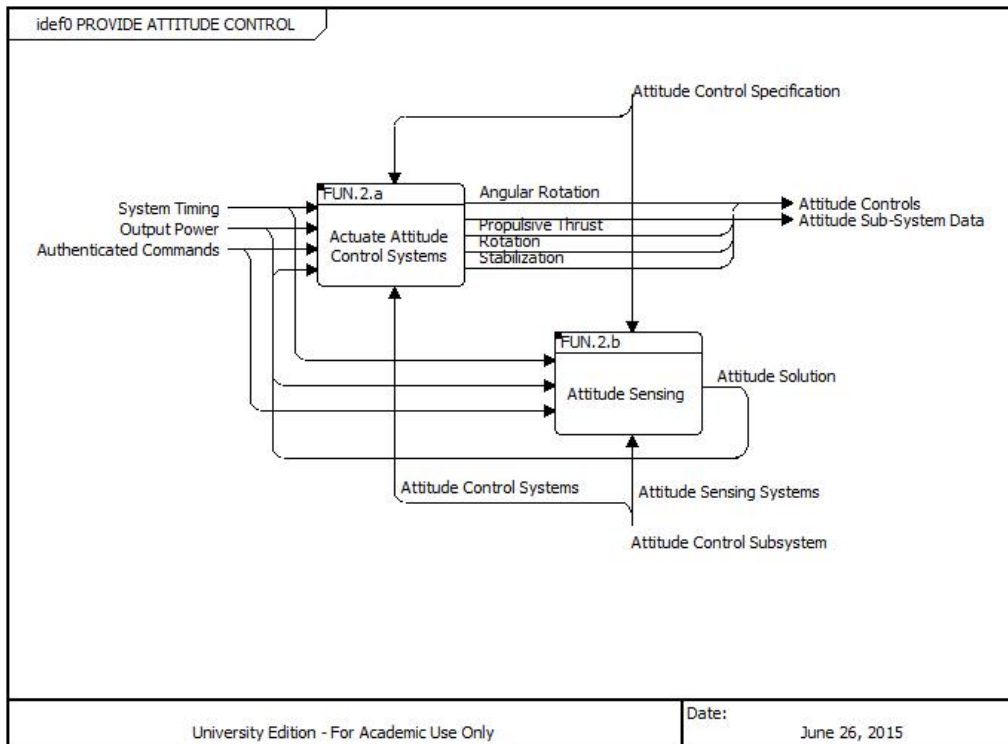 idef0 PROVIDE ATTITUDE CONTROL
Attitude Control Specification
FUN.2.a
Actuate Attitude
Control Systems
System Timing
Output Power
Authenticated Commands
Angular Rotation
Propulsive Thrust
Rotation
Stabilization
Attitude Controls
Attitude Sub-System Data
FUN.2.b
Attitude Sensing
Attitude Solution
Attitude Control Systems
Attitude Sensing Systems
Attitude Control Subsystem
University Edition - For Academic Use Only
Date:
June 26, 2015